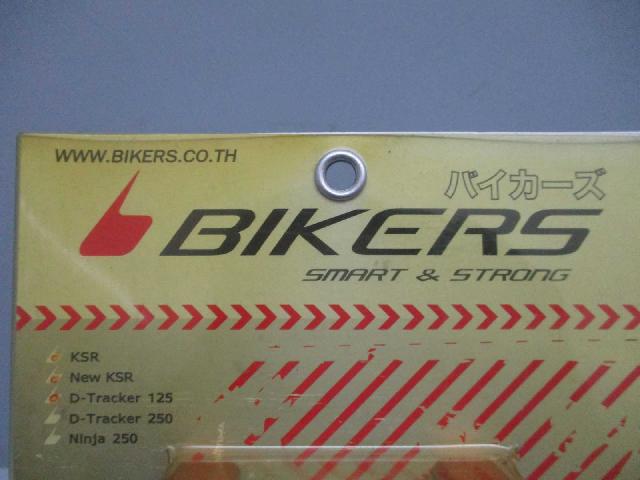 WWW.BIKERS.CO.TH
バイカーズ
BIKERS
SMART & STRONG
KSR
New KSR
D-Tracker 125
D-Tracker 250
Ninja 250